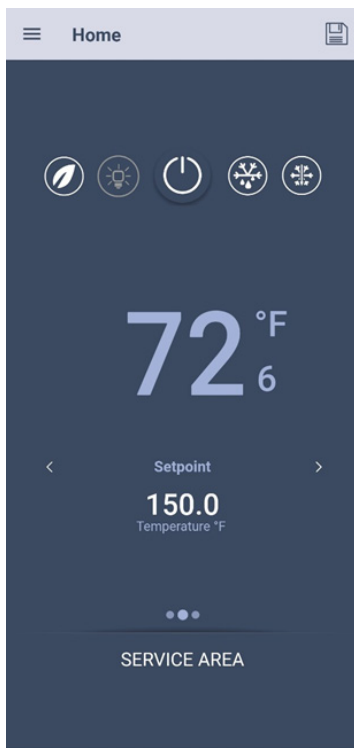 Home
72 °F
6
Setpoint
150.0
Temperature °F
SERVICE AREA